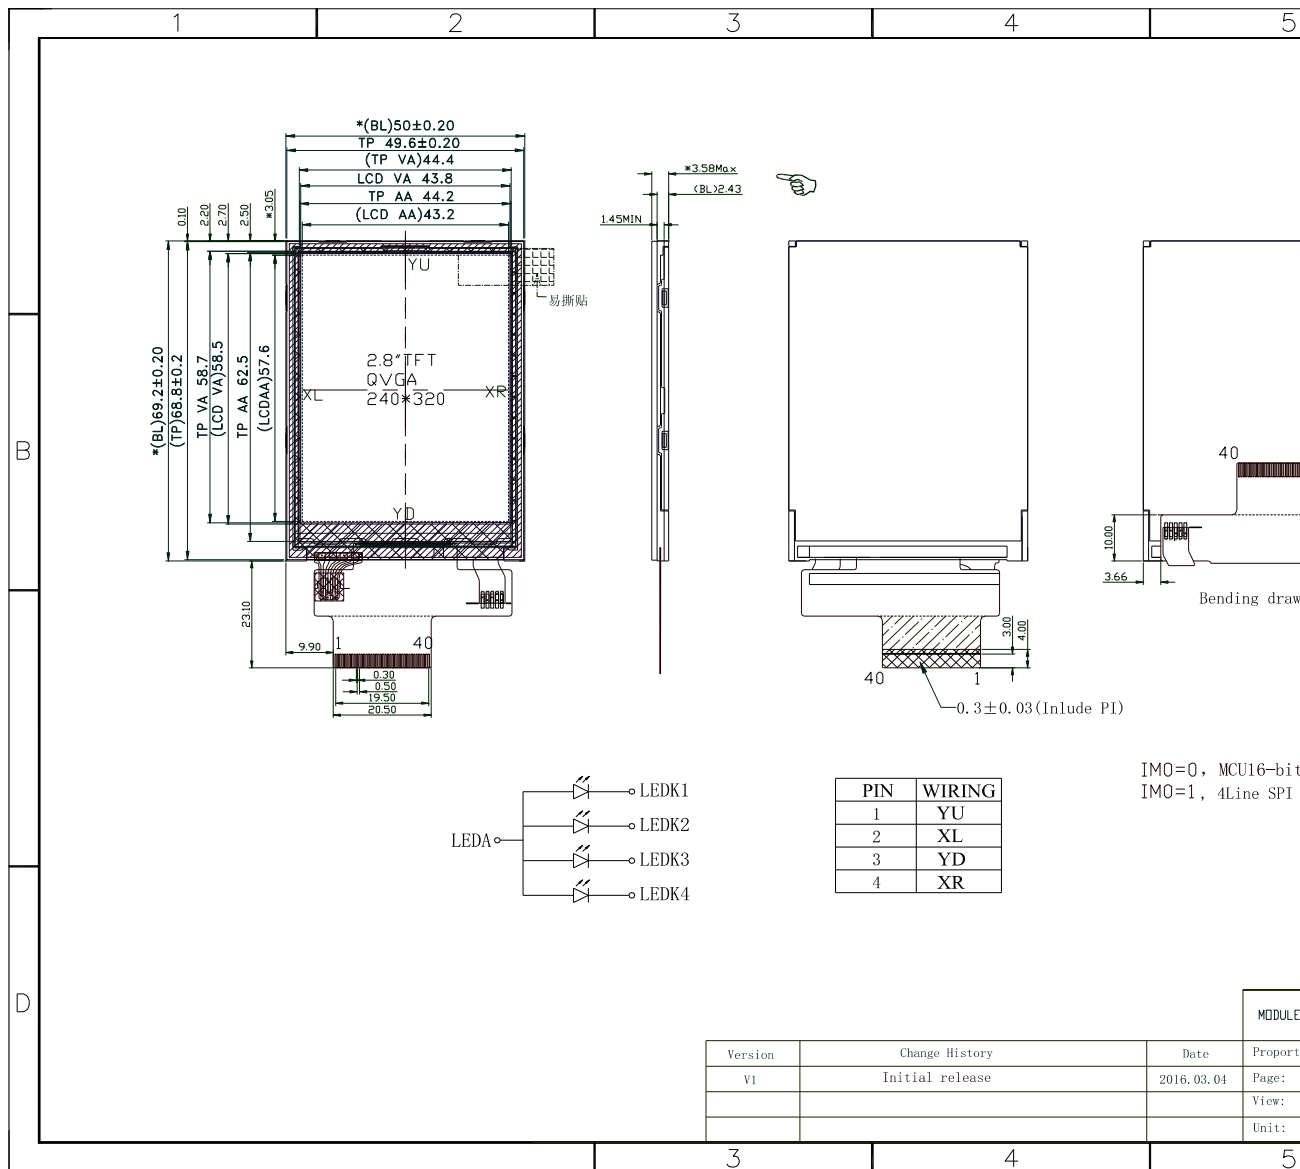 1 2 3 4 5
*(BL)50±0.20
TP 49.6±0.20
(TP VA)44.4
LCD VA 43.8
TP AA 44.2
(LCD AA)43.2
0.10
2.20
2.70
2.50
*3.05
*3.58Max
(BL)2.43
1.45MIN
YU
易撕贴
*(BL)69.2±0.20
(TP)68.8±0.2
TP VA 58.7
(LCD VA)58.5
TP AA 62.5
(LCDAA)57.6
2.8"TFT
QVGA
240*320
XL
XR
YD
B
40
10.00
3.66
Bending draw
23.10
9.90
1 40
0.30
0.50
19.50
20.50
3.00
4.00
40 1
0.3±0.03(Inlude PI)
LEDA
LEDK1
LEDK2
LEDK3
LEDK4
PIN WIRING
1 YU
2 XL
3 YD
4 XR
IM0=0, MCU16-bit
IM0=1, 4Line SPI
D
MODULE
Version Change History Date Proport
V1 Initial release 2016.03.04 Page:
View:
Unit:
3 4 5